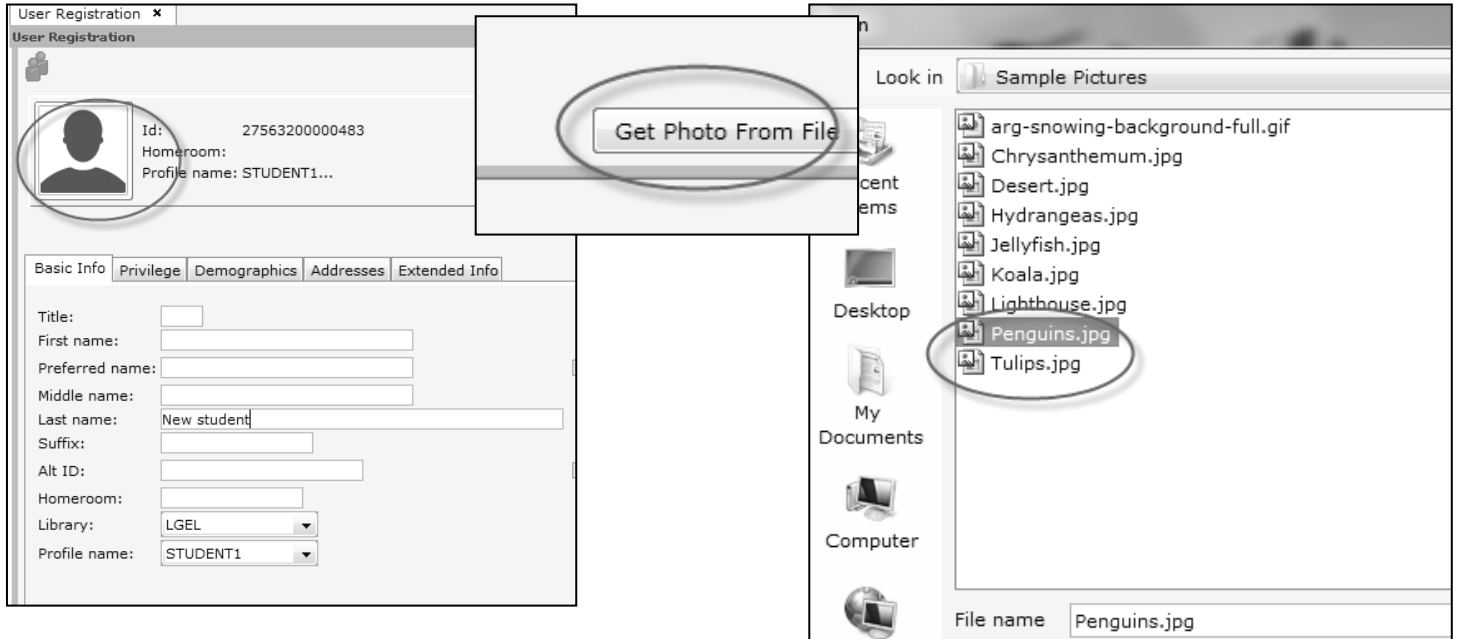 User Registration ×
User Registration
Id: 27563200000483
Homeroom:
Profile name: STUDENT1...
Basic Info Privilege Demographics Addresses Extended Info
Title:
First name:
Preferred name:
Middle name:
Last name: New student
Suffix:
Alt ID:
Homeroom:
Library: LGEL
Profile name: STUDENT1
Get Photo From File
n
Look in Sample Pictures
cent
ems
Desktop
My
Documents
Computer
arg-snowing-background-full.gif
Chrysanthemum.jpg
Desert.jpg
Hydrangeas.jpg
Jellyfish.jpg
Koala.jpg
Lighthouse.jpg
Penguins.jpg
Tulips.jpg
File name Penguins.jpg